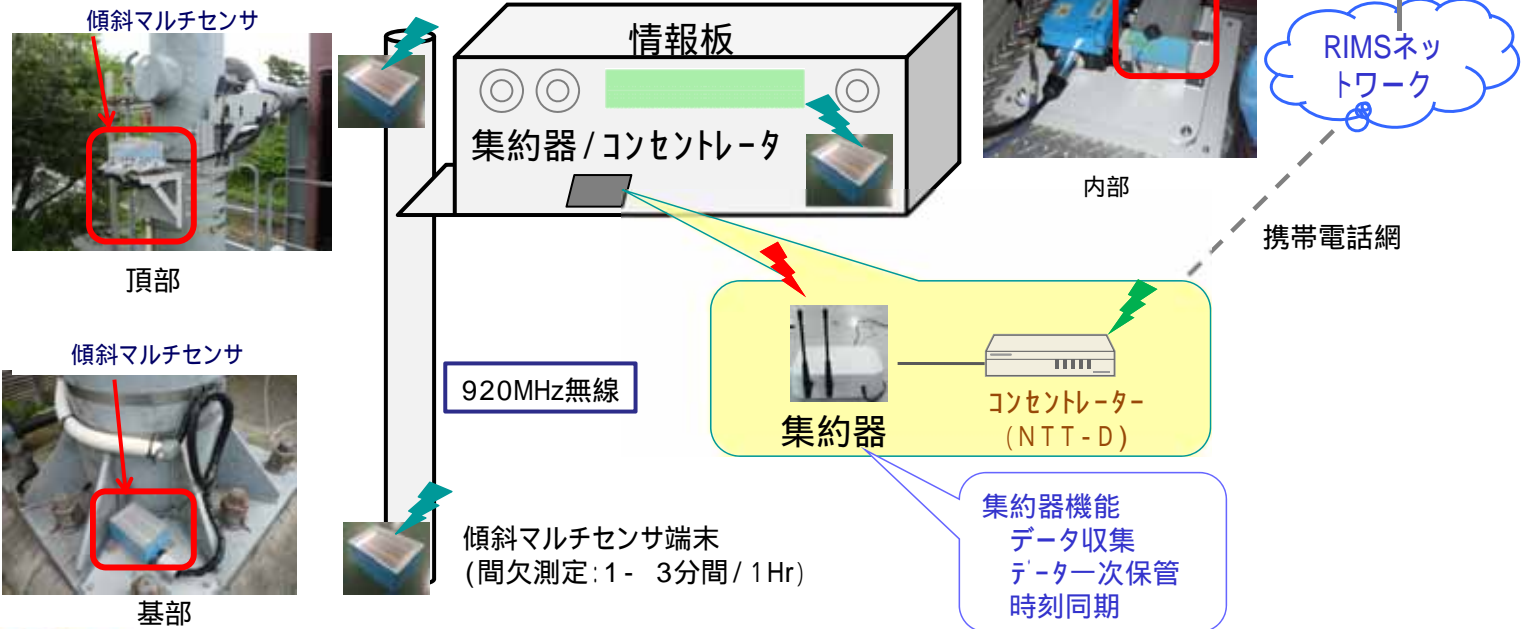 傾斜マルチセンサ
頂部
傾斜マルチセンサ
基部
情報板
集約器/コンセントレータ
920MHz無線
傾斜マルチセンサ端末
(間欠測定:1- 3分間/1Hr)
内部
RIMSネッ
トワーク
携帯電話網
集約器
コンセントレーター
(NTT-D)
集約器機能
データ収集
データ一次保管
時刻同期